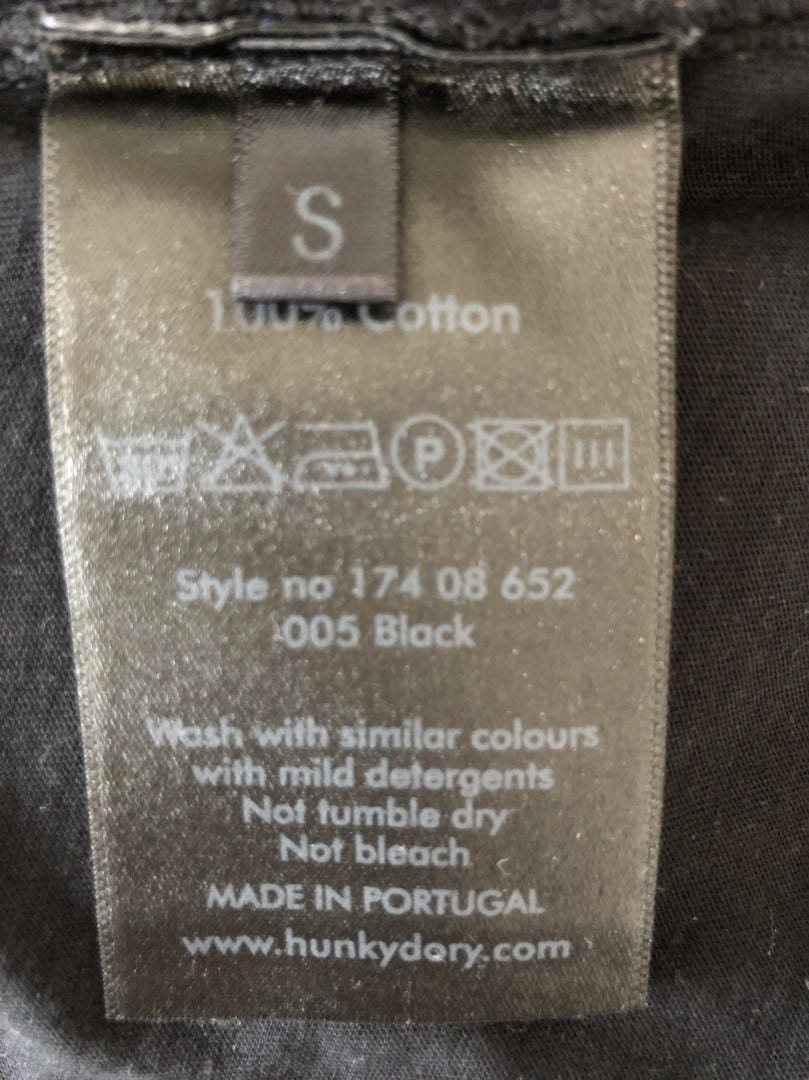 S
100% Cotton
P
Style no 174 08 652
005 Black
Wash with similar colours
with mild detergents
Not tumble dry
Not bleach
MADE IN PORTUGAL
www.hunkydory.com